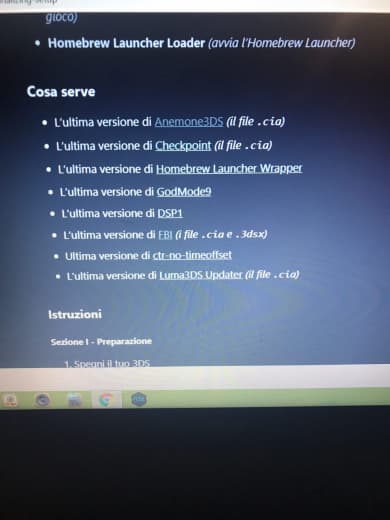 gioco)
Homebrew Launcher Loader (avvia l'Homebrew Launcher)
Cosa serve
L'ultima versione di Anemone3DS (il file .cia)
L'ultima versione di Checkpoint (il file .cia)
L'ultima versione di Homebrew Launcher Wrapper
L'ultima versione di GodMode9
L'ultima versione di DSP1
L'ultima versione di FBI (i file .cia e .3dsx)
Ultima versione di ctr-no-timeoffset
L'ultima versione di Luma3DS Updater (il file .cia)
Istruzioni
Sezione I - Preparazione
1. Spegni il tuo 3DS